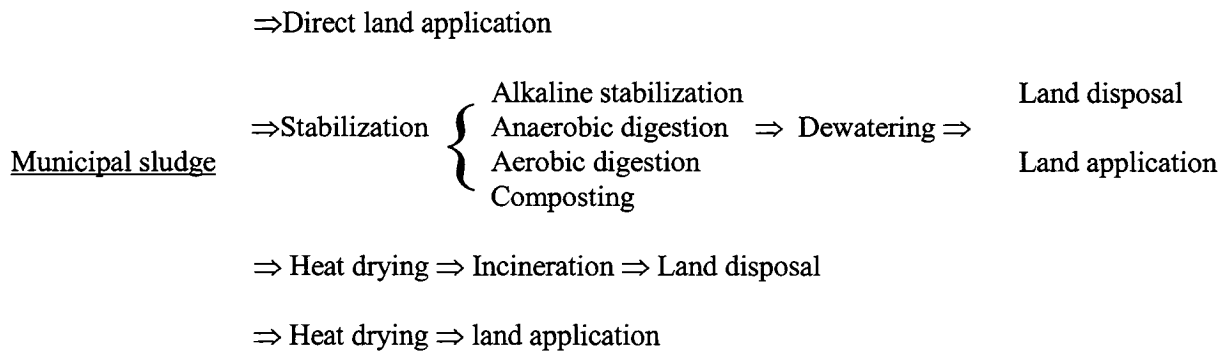 ⇒Direct land application
Alkaline stabilization Land disposal
⇒Stabilization { Anaerobic digestion ⇒ Dewatering ⇒
Municipal sludge Aerobic digestion Land application
Composting
⇒ Heat drying ⇒ Incineration ⇒ Land disposal
⇒ Heat drying ⇒ land application